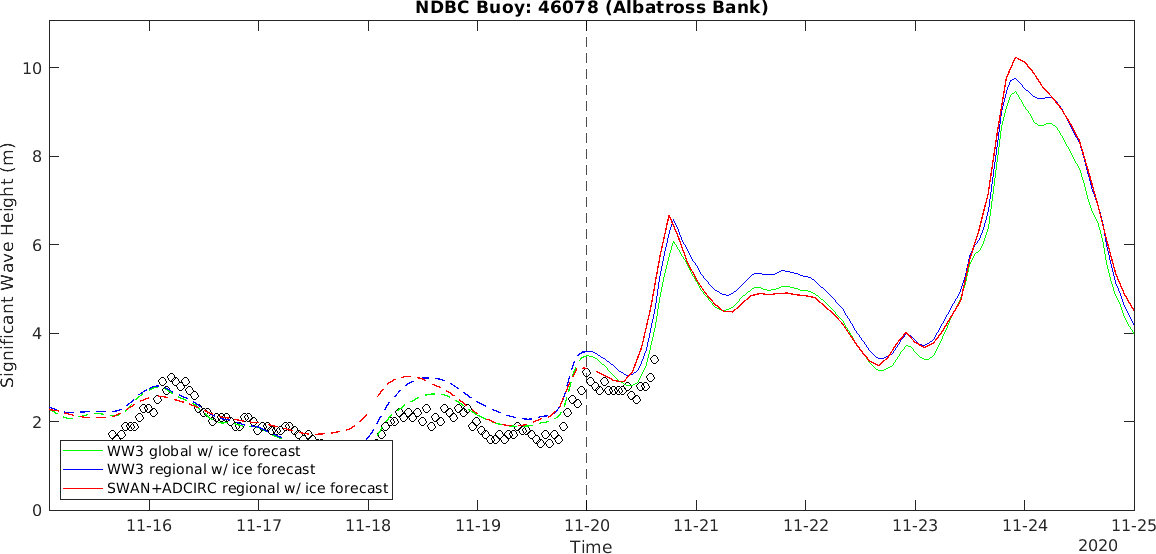 NDBC Buoy: 46078 (Albatross Bank)
Significant Wave Height (m)
10
8
6
4
2
0
WW3 global w/ ice forecast
WW3 regional w/ ice forecast
SWAN+ADCIRC regional w/ ice forecast
11-16 11-17 11-18 11-19 11-20 11-21 11-22 11-23 11-24 11-25
Time
2020